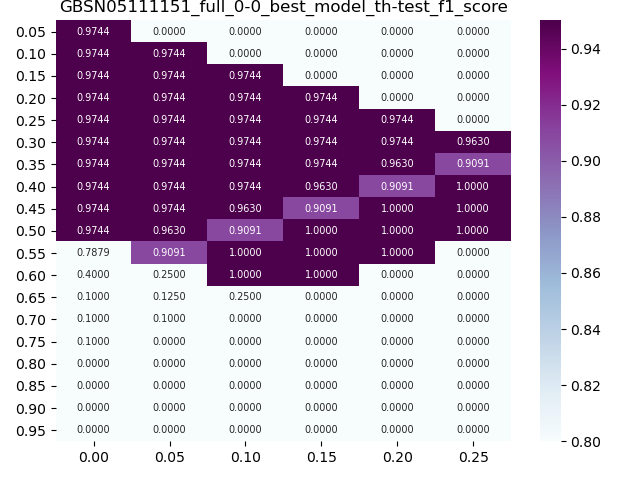 GBSN05111151_full_0-0_best_model_th-test_f1_score
0.05 0.9744 0.0000 0.0000 0.0000 0.0000 0.0000
0.10 0.9744 0.9744 0.0000 0.0000 0.0000 0.0000
0.15 0.9744 0.9744 0.9744 0.0000 0.0000 0.0000
0.20 0.9744 0.9744 0.9744 0.9744 0.0000 0.0000
0.25 0.9744 0.9744 0.9744 0.9744 0.9744 0.0000
0.30 0.9744 0.9744 0.9744 0.9744 0.9744 0.9630
0.35 0.9744 0.9744 0.9744 0.9744 0.9630 0.9091
0.40 0.9744 0.9744 0.9744 0.9630 0.9091 1.0000
0.45 0.9744 0.9744 0.9630 0.9091 1.0000 1.0000
0.50 0.9744 0.9630 0.9091 1.0000 1.0000 1.0000
0.55 0.7879 0.9091 1.0000 1.0000 1.0000 0.0000
0.60 0.4000 0.2500 1.0000 1.0000 0.0000 0.0000
0.65 0.1000 0.1250 0.2500 0.0000 0.0000 0.0000
0.70 0.1000 0.1000 0.0000 0.0000 0.0000 0.0000
0.75 0.1000 0.0000 0.0000 0.0000 0.0000 0.0000
0.80 0.0000 0.0000 0.0000 0.0000 0.0000 0.0000
0.85 0.0000 0.0000 0.0000 0.0000 0.0000 0.0000
0.90 0.0000 0.0000 0.0000 0.0000 0.0000 0.0000
0.95 0.0000 0.0000 0.0000 0.0000 0.0000 0.0000
0.00 0.05 0.10 0.15 0.20 0.25
0.94
0.92
0.90
0.88
0.86
0.84
0.82
0.80